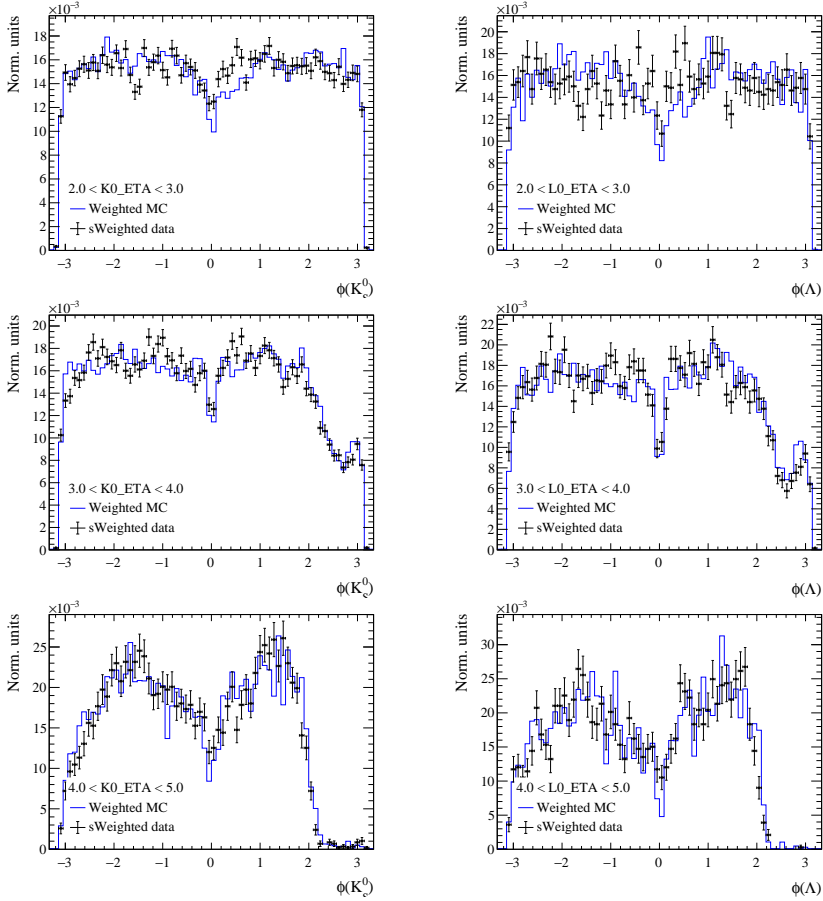 ×10⁻³
Norm. units
18
16
14
12
10
8
6
4
2
0
2.0 < K0_ETA < 3.0
Weighted MC
sWeighted data
−3 −2 −1 0 1 2 3
ϕ(K⁰ₛ)
×10⁻³
Norm. units
20
18
16
14
12
10
8
6
4
2
0
2.0 < L0_ETA < 3.0
Weighted MC
sWeighted data
−3 −2 −1 0 1 2 3
ϕ(Λ)
×10⁻³
Norm. units
20
18
16
14
12
10
8
6
4
2
0
3.0 < K0_ETA < 4.0
Weighted MC
sWeighted data
−3 −2 −1 0 1 2 3
ϕ(K⁰ₛ)
×10⁻³
Norm. units
22
20
18
16
14
12
10
8
6
4
2
0
3.0 < L0_ETA < 4.0
Weighted MC
sWeighted data
−3 −2 −1 0 1 2 3
ϕ(Λ)
×10⁻³
Norm. units
25
20
15
10
5
0
4.0 < K0_ETA < 5.0
Weighted MC
sWeighted data
−3 −2 −1 0 1 2 3
ϕ(K⁰ₛ)
×10⁻³
Norm. units
30
25
20
15
10
5
0
4.0 < L0_ETA < 5.0
Weighted MC
sWeighted data
−3 −2 −1 0 1 2 3
ϕ(Λ)